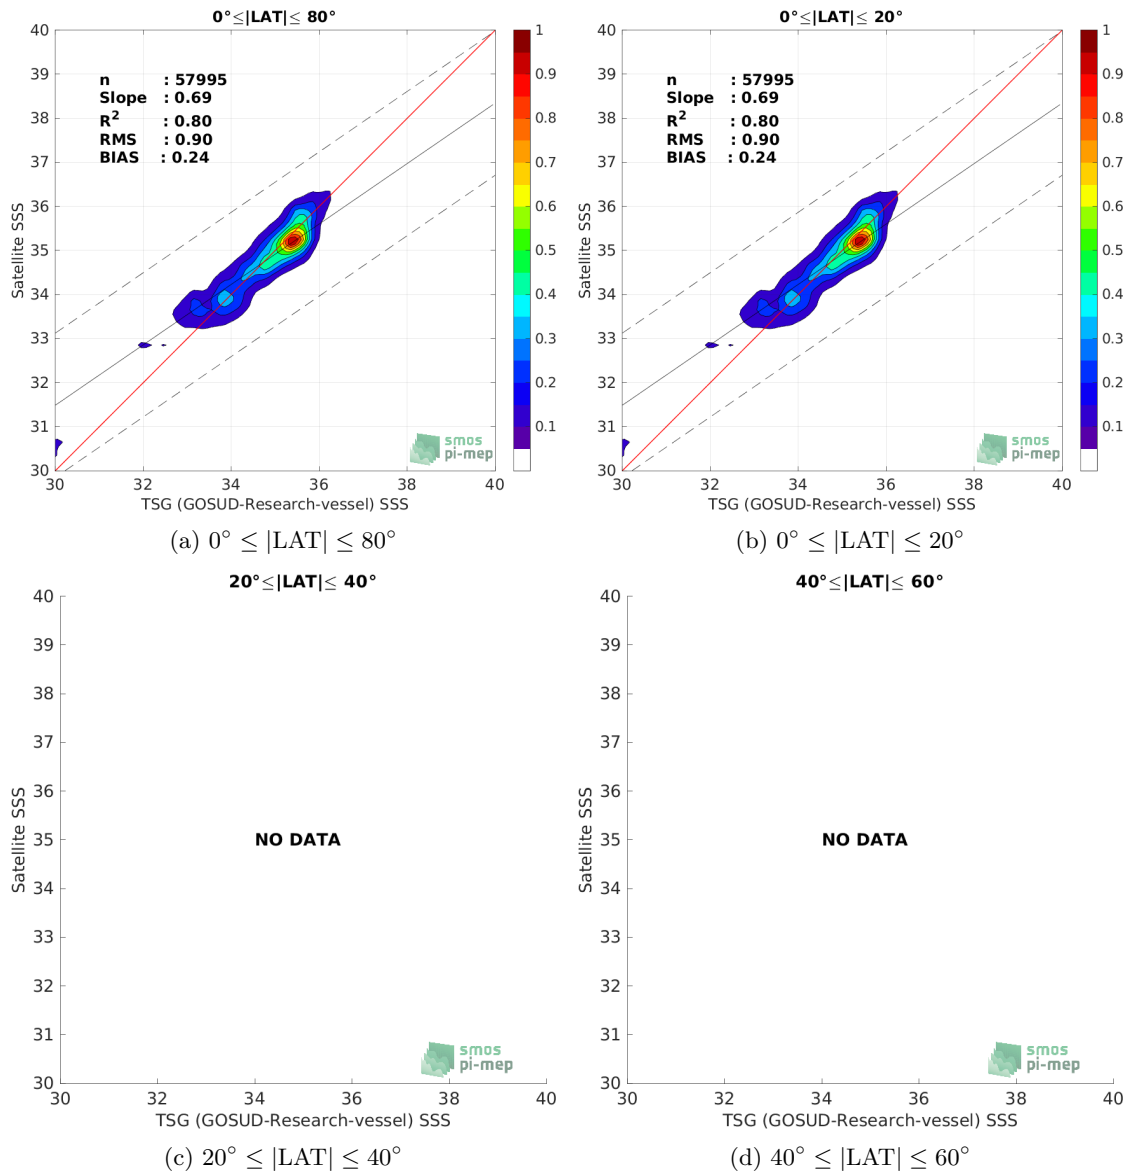 0°≤|LAT|≤ 80°
40
39
38
37
36
35
34
33
32
31
30
Satellite SSS
n : 57995
Slope : 0.69
R² : 0.80
RMS : 0.90
BIAS : 0.24
smos
pi-mep
30 32 34 36 38 40
TSG (GOSUD-Research-vessel) SSS
1
0.9
0.8
0.7
0.6
0.5
0.4
0.3
0.2
0.1
(a) 0° ≤ |LAT| ≤ 80°
0°≤|LAT|≤ 20°
40
39
38
37
36
35
34
33
32
31
30
Satellite SSS
n : 57995
Slope : 0.69
R² : 0.80
RMS : 0.90
BIAS : 0.24
smos
pi-mep
30 32 34 36 38 40
TSG (GOSUD-Research-vessel) SSS
1
0.9
0.8
0.7
0.6
0.5
0.4
0.3
0.2
0.1
(b) 0° ≤ |LAT| ≤ 20°
20°≤|LAT|≤ 40°
40
39
38
37
36
35
34
33
32
31
30
Satellite SSS
NO DATA
smos
pi-mep
30 32 34 36 38 40
TSG (GOSUD-Research-vessel) SSS
(c) 20° ≤ |LAT| ≤ 40°
40°≤|LAT|≤ 60°
40
39
38
37
36
35
34
33
32
31
30
Satellite SSS
NO DATA
smos
pi-mep
30 32 34 36 38 40
TSG (GOSUD-Research-vessel) SSS
(d) 40° ≤ |LAT| ≤ 60°